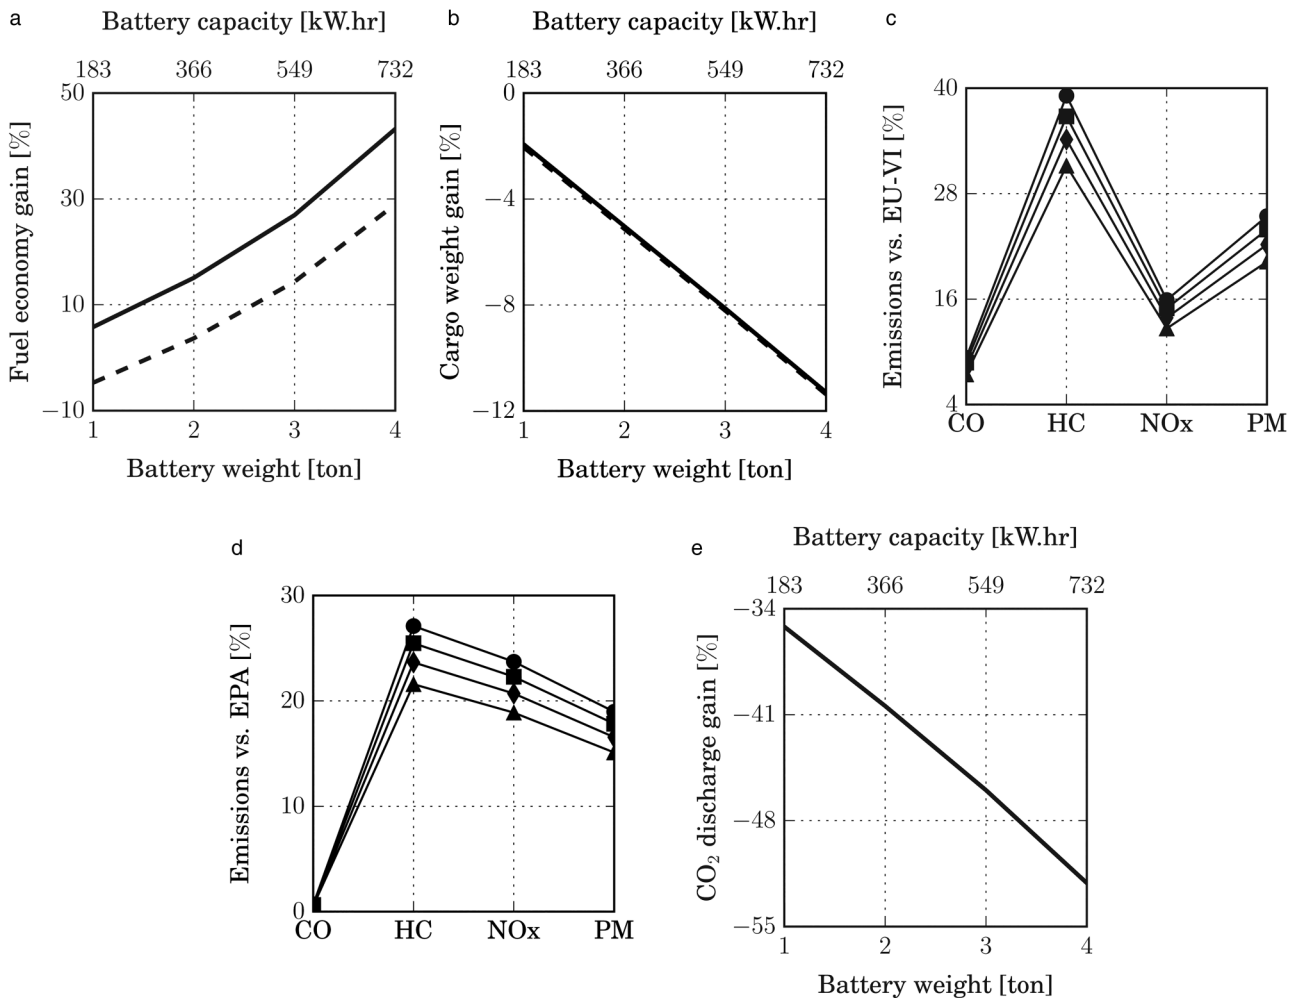 a
Battery capacity [kW.hr]
183 366 549 732
50
30
10
−10
Fuel economy gain [%]
1 2 3 4
Battery weight [ton]
b
Battery capacity [kW.hr]
183 366 549 732
0
−4
−8
−12
Cargo weight gain [%]
1 2 3 4
Battery weight [ton]
c
40
28
16
4
Emissions vs. EU-VI [%]
CO HC NOx PM
d
30
20
10
0
Emissions vs. EPA [%]
CO HC NOx PM
e
Battery capacity [kW.hr]
183 366 549 732
−34
−41
−48
−55
CO₂ discharge gain [%]
1 2 3 4
Battery weight [ton]